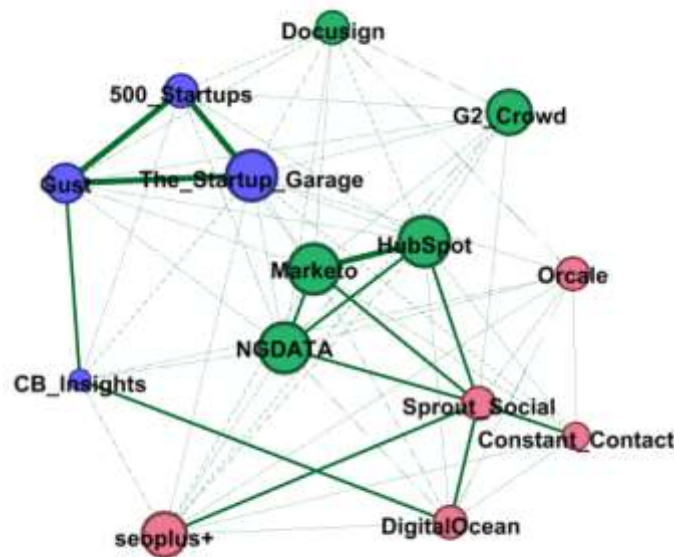 Docusign
500_Startups
G2_Crowd
Gust
The_Startup_Garage
HubSpot
Marketo
Orcale
NGDATA
CB_Insights
Sprout_Social
Constant_Contact
seoplus+
DigitalOcean